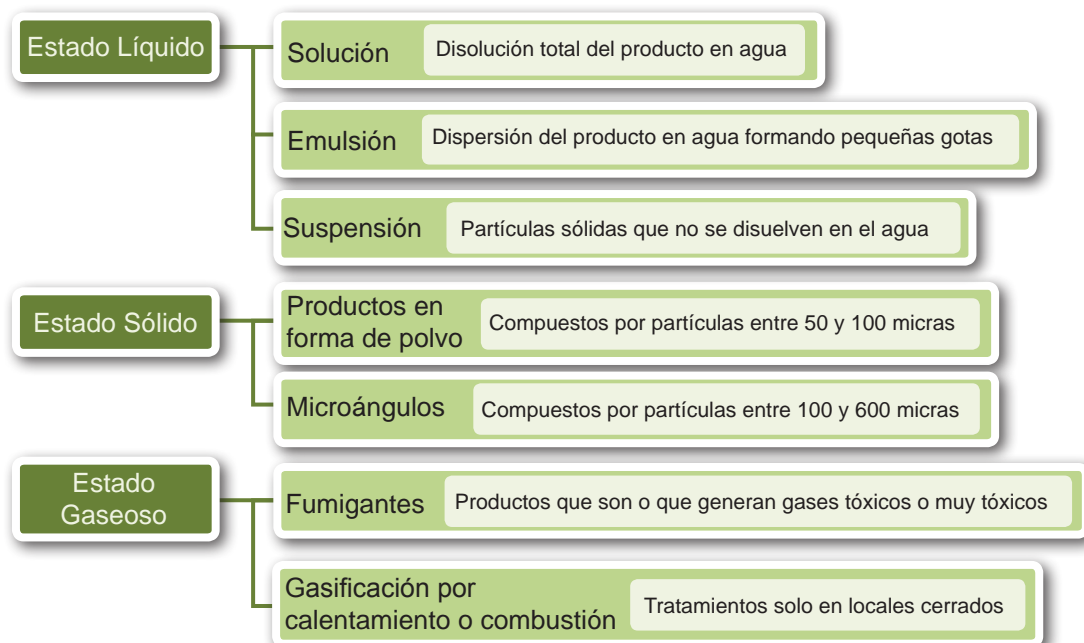 Estado Líquido
Solución
Disolución total del producto en agua
Emulsión
Dispersión del producto en agua formando pequeñas gotas
Suspensión
Partículas sólidas que no se disuelven en el agua
Estado Sólido
Productos en
forma de polvo
Compuestos por partículas entre 50 y 100 micras
Microángulos
Compuestos por partículas entre 100 y 600 micras
Estado
Gaseoso
Fumigantes
Productos que son o que generan gases tóxicos o muy tóxicos
Gasificación por
calentamiento o combustión
Tratamientos solo en locales cerrados